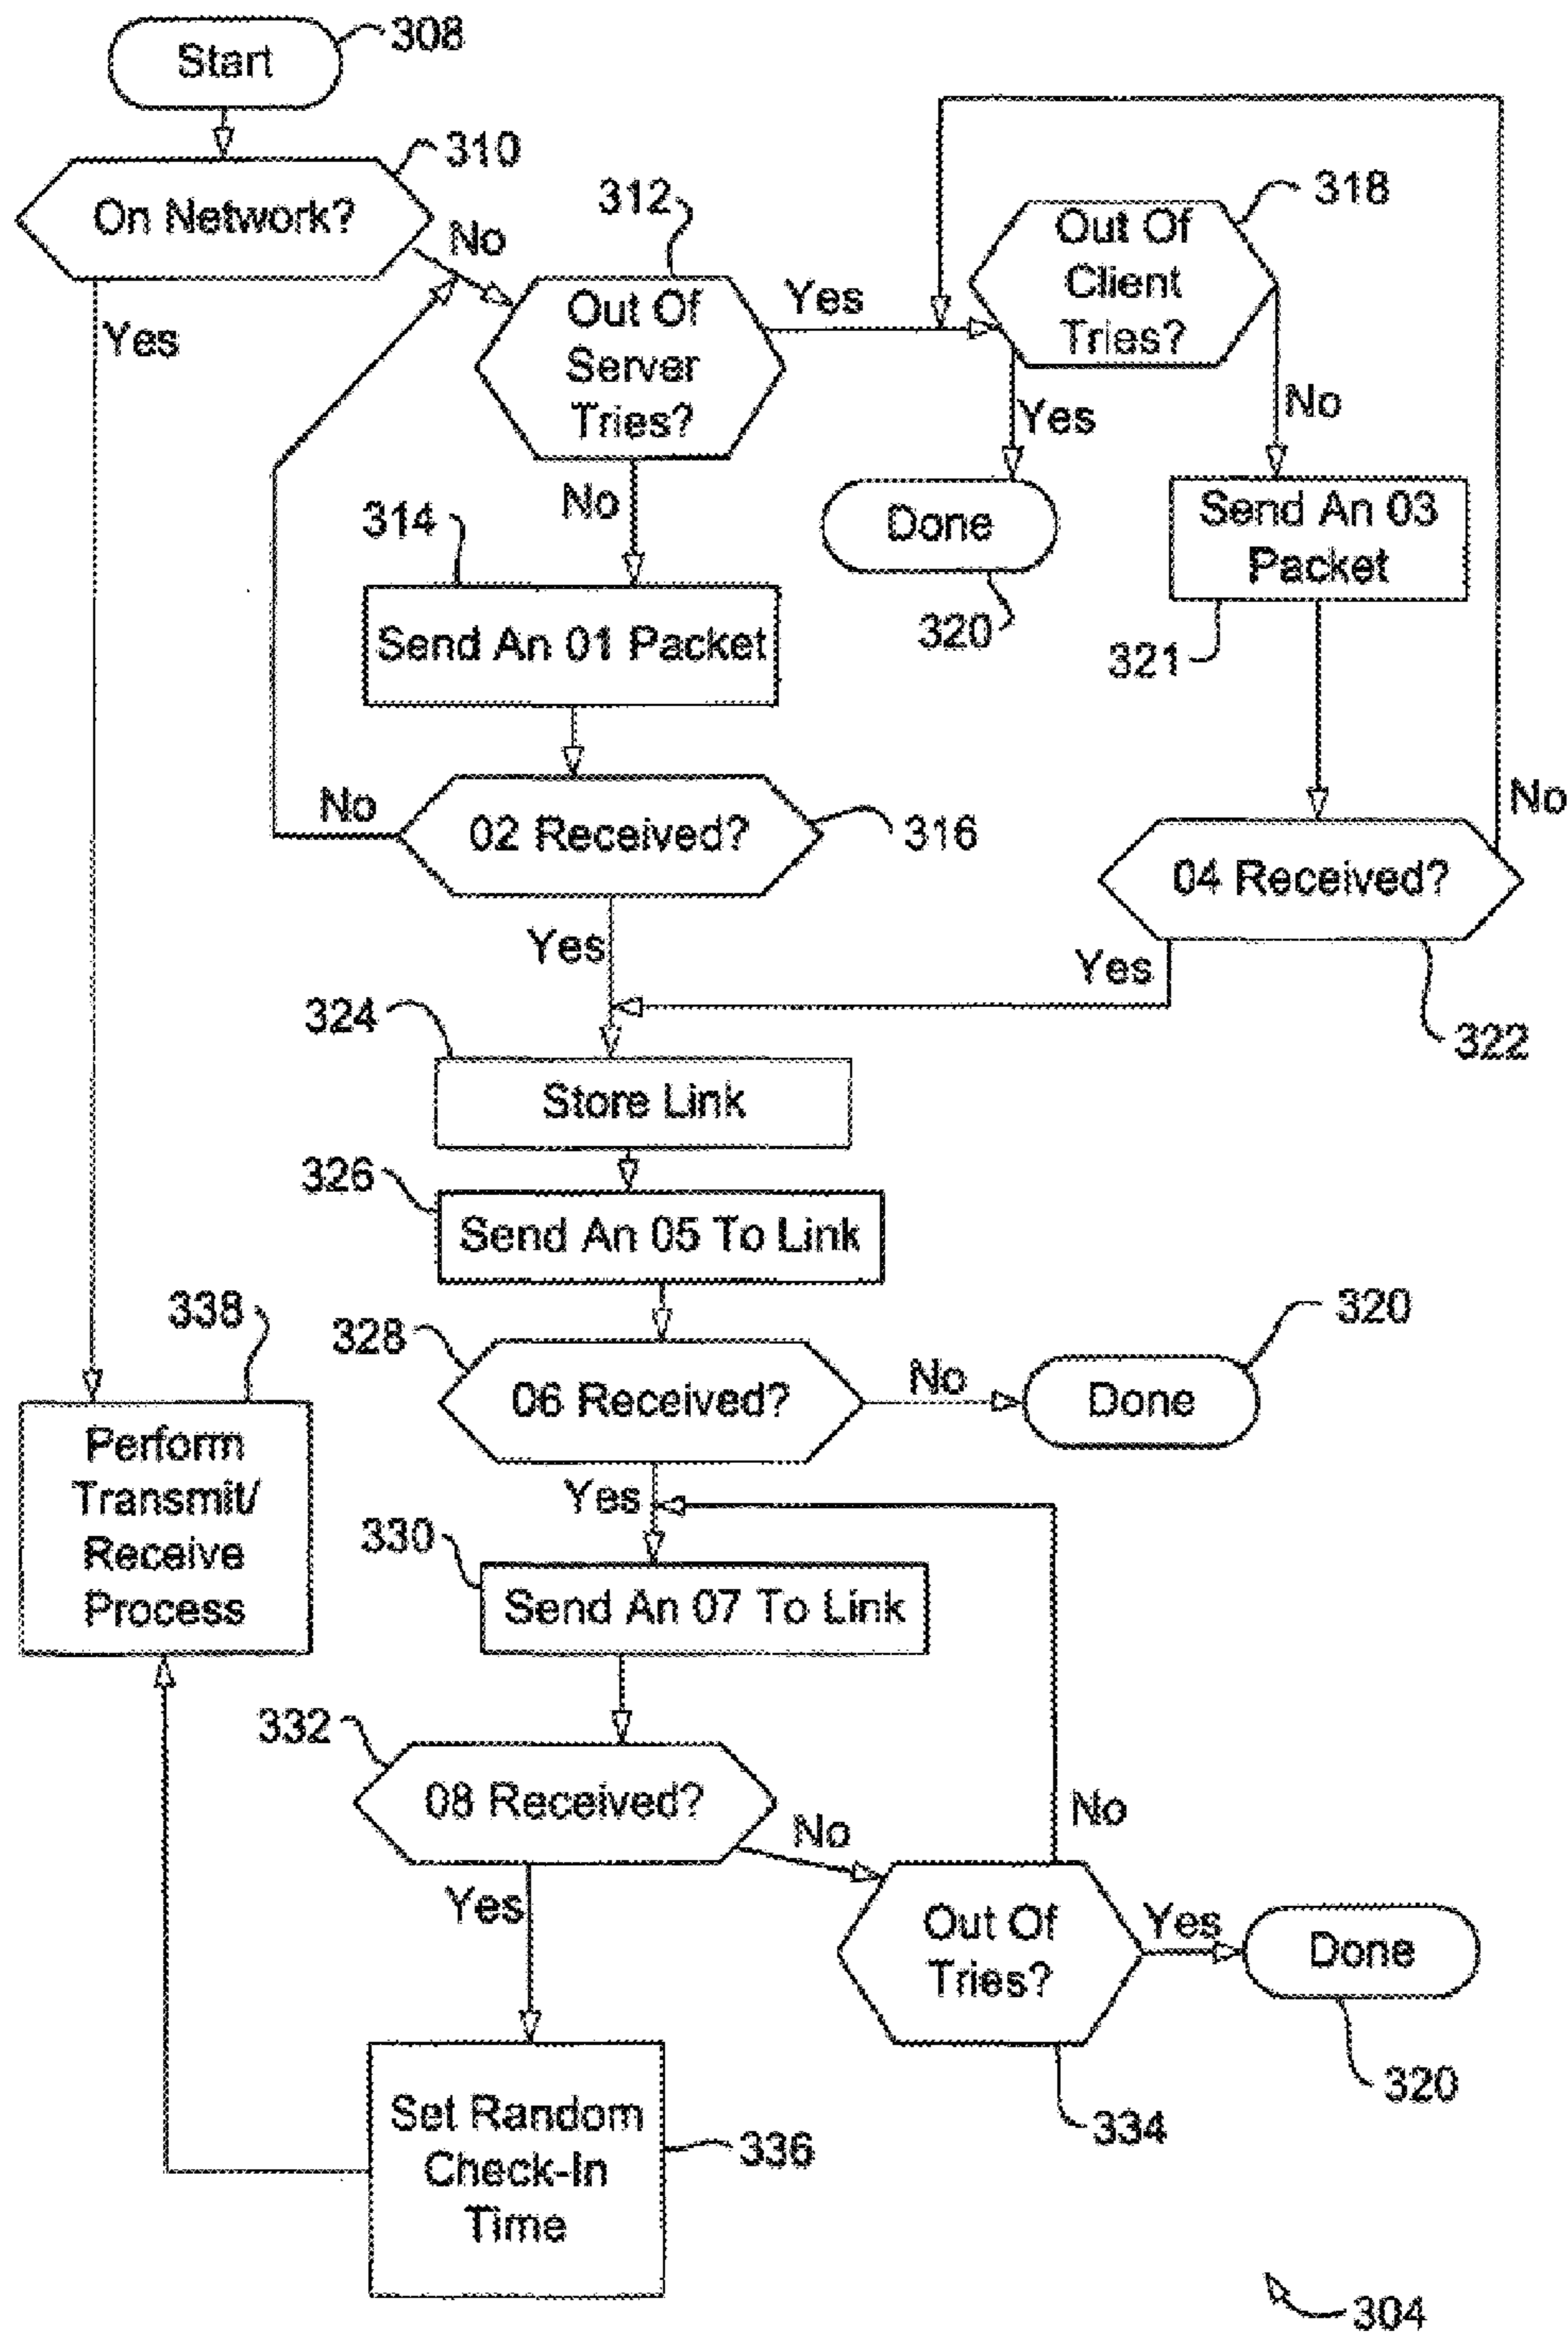 Start
308
On Network?
310
No
Yes
312
Out Of
Server
Tries?
Yes
318
Out Of
Client
Tries?
No
Yes
No
314
Done
320
Send An 03
Packet
321
Send An 01 Packet
No
02 Received?
316
No
04 Received?
Yes
Yes
322
324
Store Link
326
Send An 05 To Link
338
328
06 Received?
No
Done
320
Perform
Transmit/
Receive
Process
Yes
330
Send An 07 To Link
332
08 Received?
No
No
Yes
Out Of
Tries?
Yes
Done
320
334
Set Random
Check-In
Time
336
304